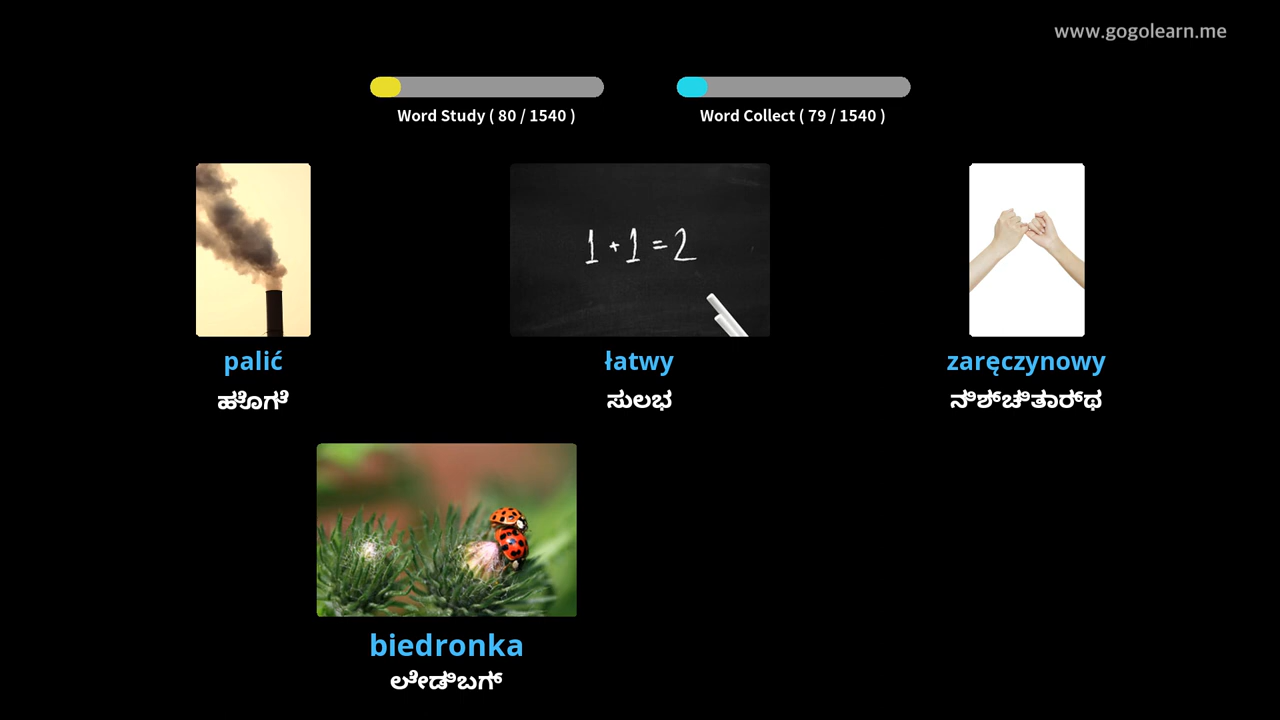 www.gogolearn.me
Word Study ( 80 / 1540 )
Word Collect ( 79 / 1540 )
1+1=2
palić
łatwy
zaręczynowy
ಹೊಗೆ
ಸುಲಭ
ನಿಶ್ಚಿತಾರ್ಥ
biedronka
ಲೇಡಿಬಗ್